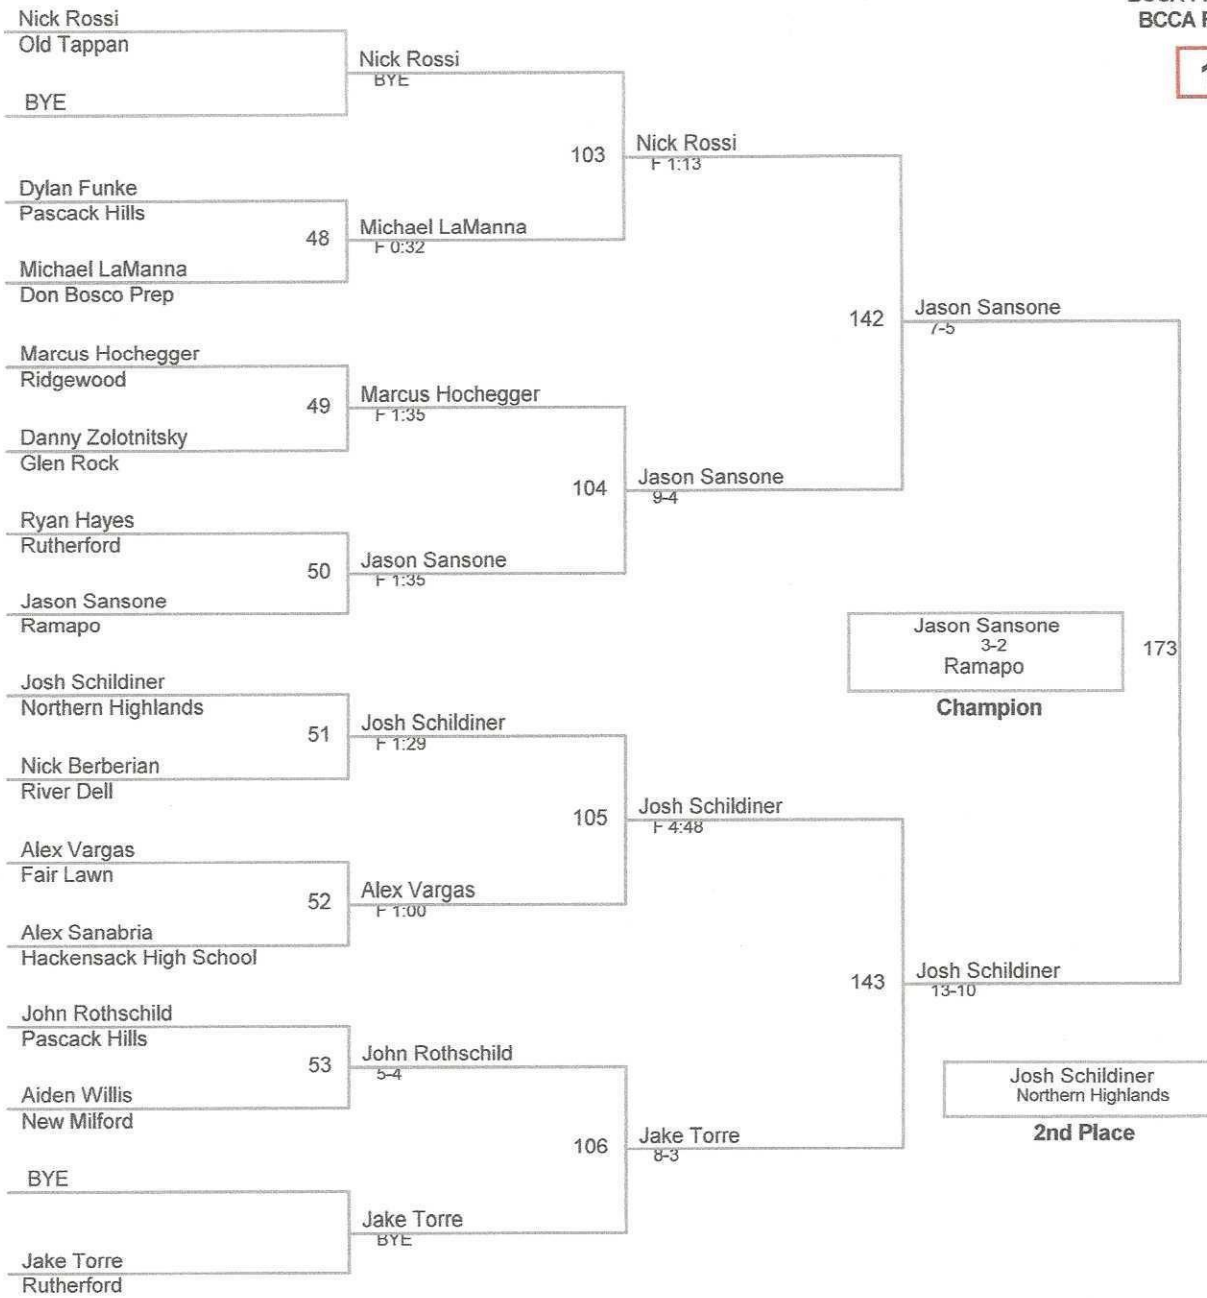 BCCA F
Nick Rossi
Old Tappan
BYE
Dylan Funke
Pascack Hills
48
Michael LaManna
Don Bosco Prep
Marcus Hochegger
Ridgewood
49
Danny Zolotnitsky
Glen Rock
Ryan Hayes
Rutherford
50
Jason Sansone
Ramapo
Josh Schildiner
Northern Highlands
51
Nick Berberian
River Dell
Alex Vargas
Fair Lawn
52
Alex Sanabria
Hackensack High School
John Rothschild
Pascack Hills
53
Aiden Willis
New Milford
BYE
Jake Torre
Rutherford
Nick Rossi
BYE
103
Michael LaManna
F 0:32
Marcus Hochegger
F 1:35
104
Jason Sansone
F 1:35
Josh Schildiner
F 1:29
105
Alex Vargas
F 1:00
John Rothschild
5-4
106
Jake Torre
BYE
Nick Rossi
F 1:13
142
Jason Sansone
9-4
Josh Schildiner
F 4:48
143
Jake Torre
8-3
Jason Sansone
7-5
173
Josh Schildiner
13-10
Jason Sansone
3-2
Ramapo
Champion
Josh Schildiner
Northern Highlands
2nd Place